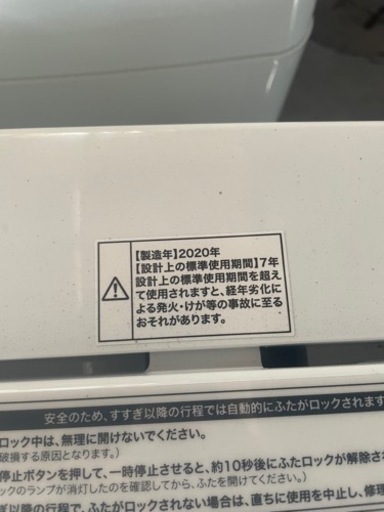 【製造年】2020年
【設計上の標準使用期間】7年
設計上の標準使用期間を超え
て使用されますと、経年劣化に
よる発火・けが等の事故に至る
おそれがあります。
安全のため、すすぎ以降の行程では自動的にふたがロックされます
ロック中は、無理に開けないでください。
破損する原因となります。）
停止ボタンを押して、一時停止させると、約10秒後にふたロックが解除され
ックのランプが消灯したのを確認してから、ふたを開けてください。）
ぎ以降の行程で、ふたがロックされない場合は、直ちに使用を中止し、修理